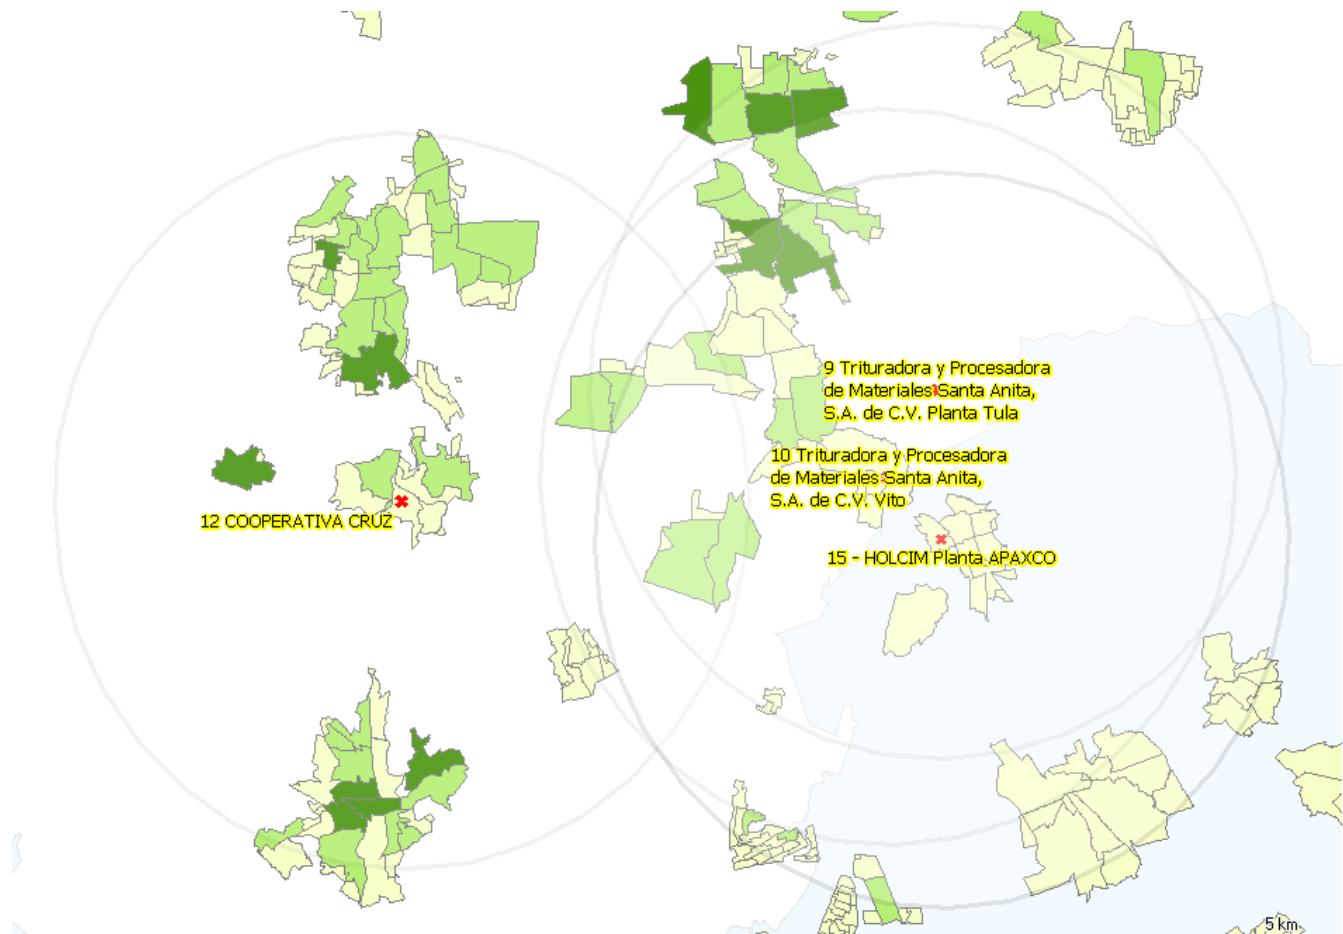 9 Trituradora y Procesadora
de Materiales Santa Anita,
S.A. de C.V. Planta Tula
10 Trituradora y Procesadora
de Materiales Santa Anita,
S.A. de C.V. Vito
12 COOPERATIVA CRUZ
15 - HOLCIM Planta APAXCO
5 km